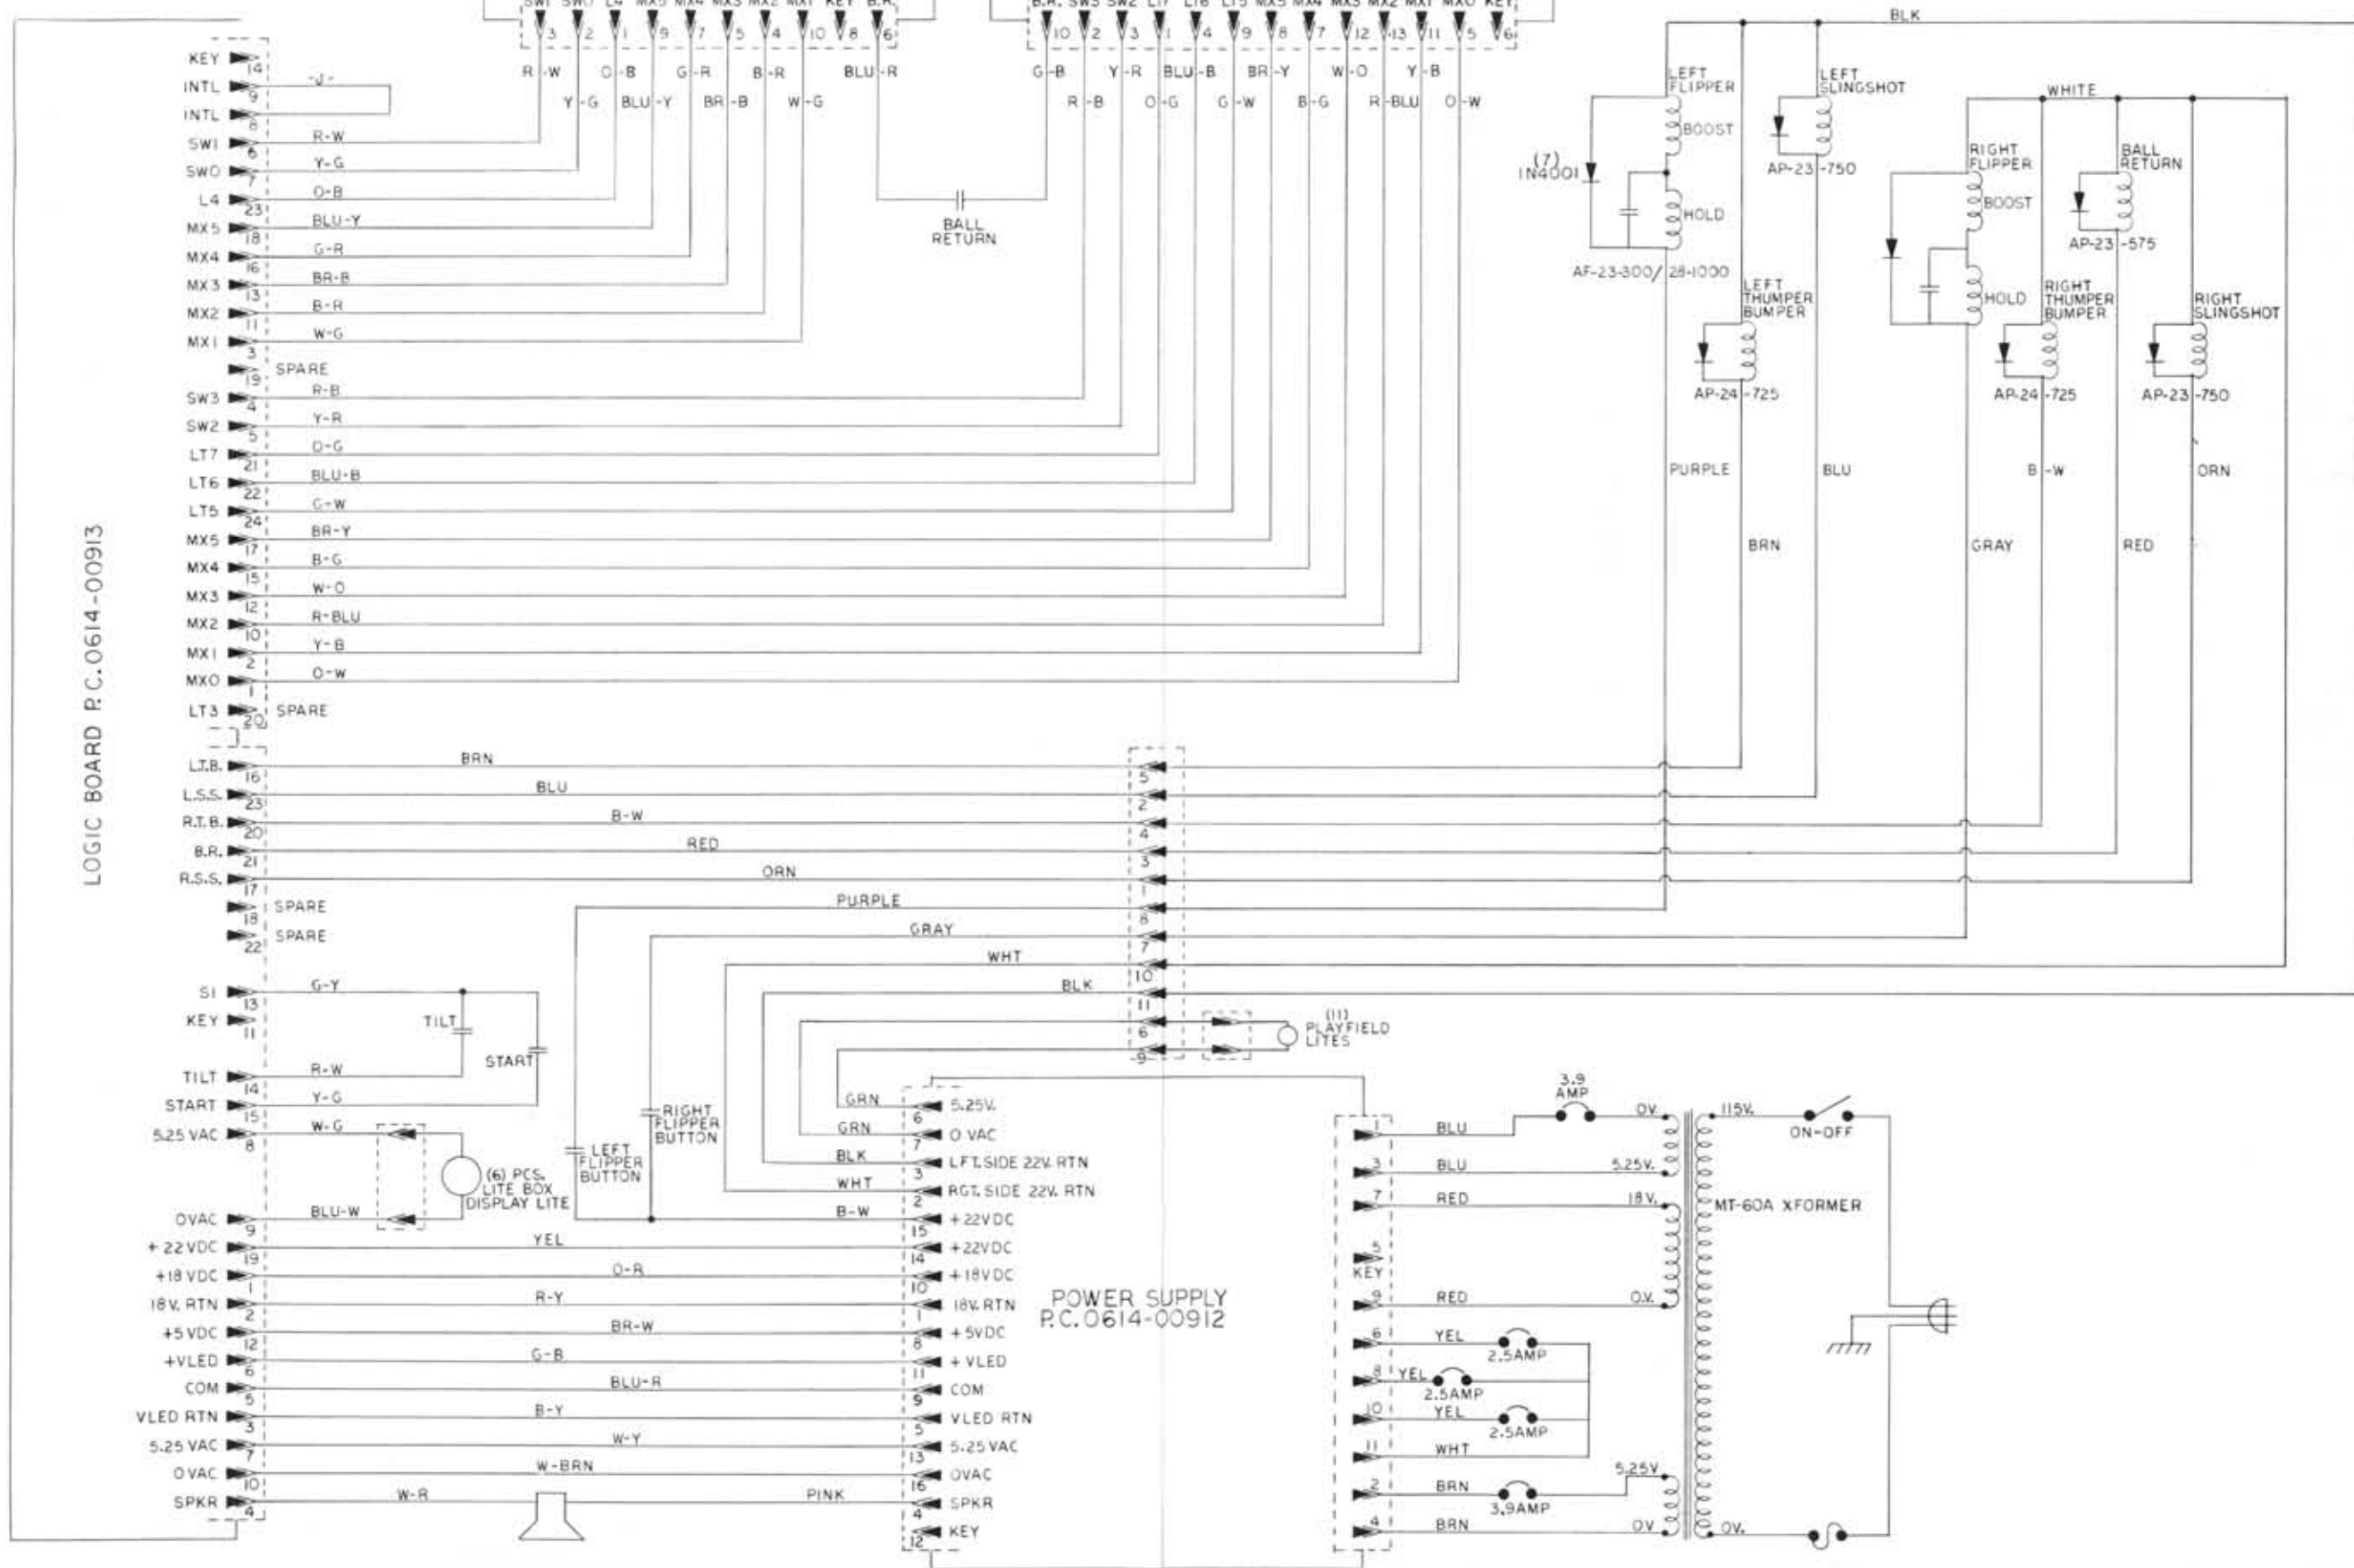 SW1 SW0 L4 MX5 MX4 MX3 MX2 MX1 KEY B.R.
3 2 1 9 7 5 4 10 8 6
B.R. SW3 SW2 LT7 LT6 LT5 MX5 MX4 MX3 MX2 MX1 MX0 KEY
10 2 3 1 4 9 8 7 12 13 11 5 6
R-W O-B G-R B-R BLU-R
Y-G BLU-Y BR-B W-G
G-B Y-R BLU-B BR-Y W-O Y-B
R-B O-G G-W B-G R-BLU O-W
BALL
RETURN
LOGIC BOARD P.C.0614-00913
KEY 14
INTL 9 -J-
INTL 8
SW1 6 R-W
SW0 7 Y-G
L4 23 O-B
MX5 18 BLU-Y
MX4 16 G-R
MX3 13 BR-B
MX2 11 B-R
MX1 3 W-G
19 SPARE
SW3 4 R-B
SW2 5 Y-R
LT7 21 O-G
LT6 22 BLU-B
LT5 24 G-W
MX5 17 BR-Y
MX4 15 B-G
MX3 12 W-O
MX2 10 R-BLU
MX1 2 Y-B
MX0 1 O-W
LT3 20 SPARE
L.T.B. 16 BRN 5
L.S.S. 23 BLU 2
R.T.B. 20 B-W 4
B.R. 21 RED 3
R.S.S. 17 ORN 1
18 SPARE PURPLE 8
22 SPARE GRAY 7
WHT 10
BLK 11
6
9
(11)
PLAYFIELD
LITES
S1 13 G-Y
KEY 11
TILT
START
TILT 14 R-W
START 15 Y-G
5.25 VAC 8 W-G
(6) PCS.
LITE BOX
DISPLAY LITE
LEFT
FLIPPER
BUTTON
RIGHT
FLIPPER
BUTTON
OVAC 9 BLU-W
+22 VDC 19 YEL
+18 VDC 1 O-R
18V. RTN 2 R-Y
+5 VDC 12 BR-W
+VLED 6 G-B
COM 5 BLU-R
VLED RTN 3 B-Y
5.25 VAC 7 W-Y
OVAC 10 W-BRN
SPKR 4 W-R PINK
GRN 6 5.25V.
GRN 7 O VAC
BLK 3 LFT. SIDE 22V. RTN
WHT 2 RGT. SIDE 22V. RTN
B-W 15 +22VDC
14 +22VDC
10 +18VDC
1 18V. RTN
8 +5VDC
11 +VLED
9 COM
5 VLED RTN
13 5.25 VAC
16 OVAC
4 SPKR
12 KEY
POWER SUPPLY
P.C.0614-00912
1 BLU 3.9
AMP OV.
3 BLU 5.25V.
7 RED 18V.
5
KEY
9 RED O.V.
6 YEL 2.5AMP
8 YEL 2.5AMP
10 YEL 2.5AMP
11 WHT
2 BRN 3.9AMP 5.25V
4 BRN OV
115V.
ON-OFF
MT-60A XFORMER
OV.
BLK
LEFT
FLIPPER
BOOST
(7)
1N4001
HOLD
AF-23-300/28-1000
LEFT
SLINGSHOT
AP-23-750
LEFT
THUMPER
BUMPER
AP-24-725
PURPLE
BRN
BLU
WHITE
RIGHT
FLIPPER
BOOST
HOLD
BALL
RETURN
AP-23-575
RIGHT
THUMPER
BUMPER
AP-24-725
RIGHT
SLINGSHOT
AP-23-750
B-W
ORN
GRAY
RED